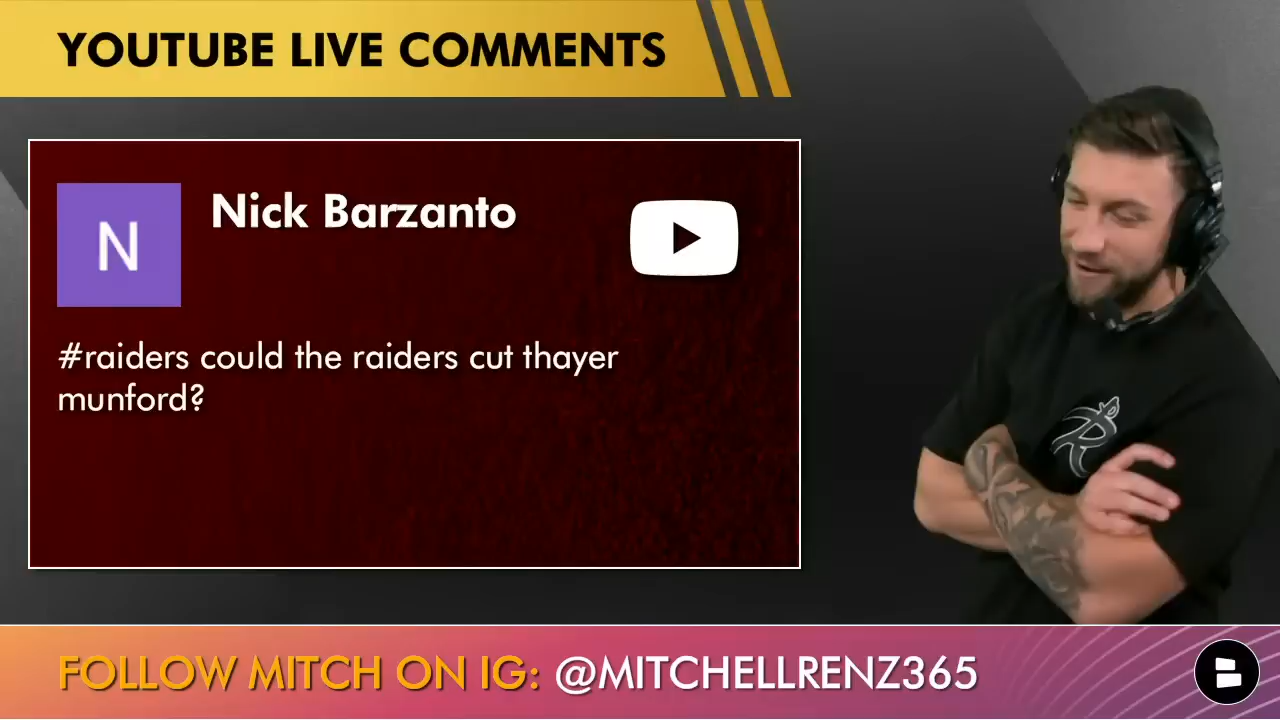 YOUTUBE LIVE COMMENTS
N
Nick Barzanto
#raiders could the raiders cut thayer
munford?
R
FOLLOW MITCH ON IG: @MITCHELLRENZ365